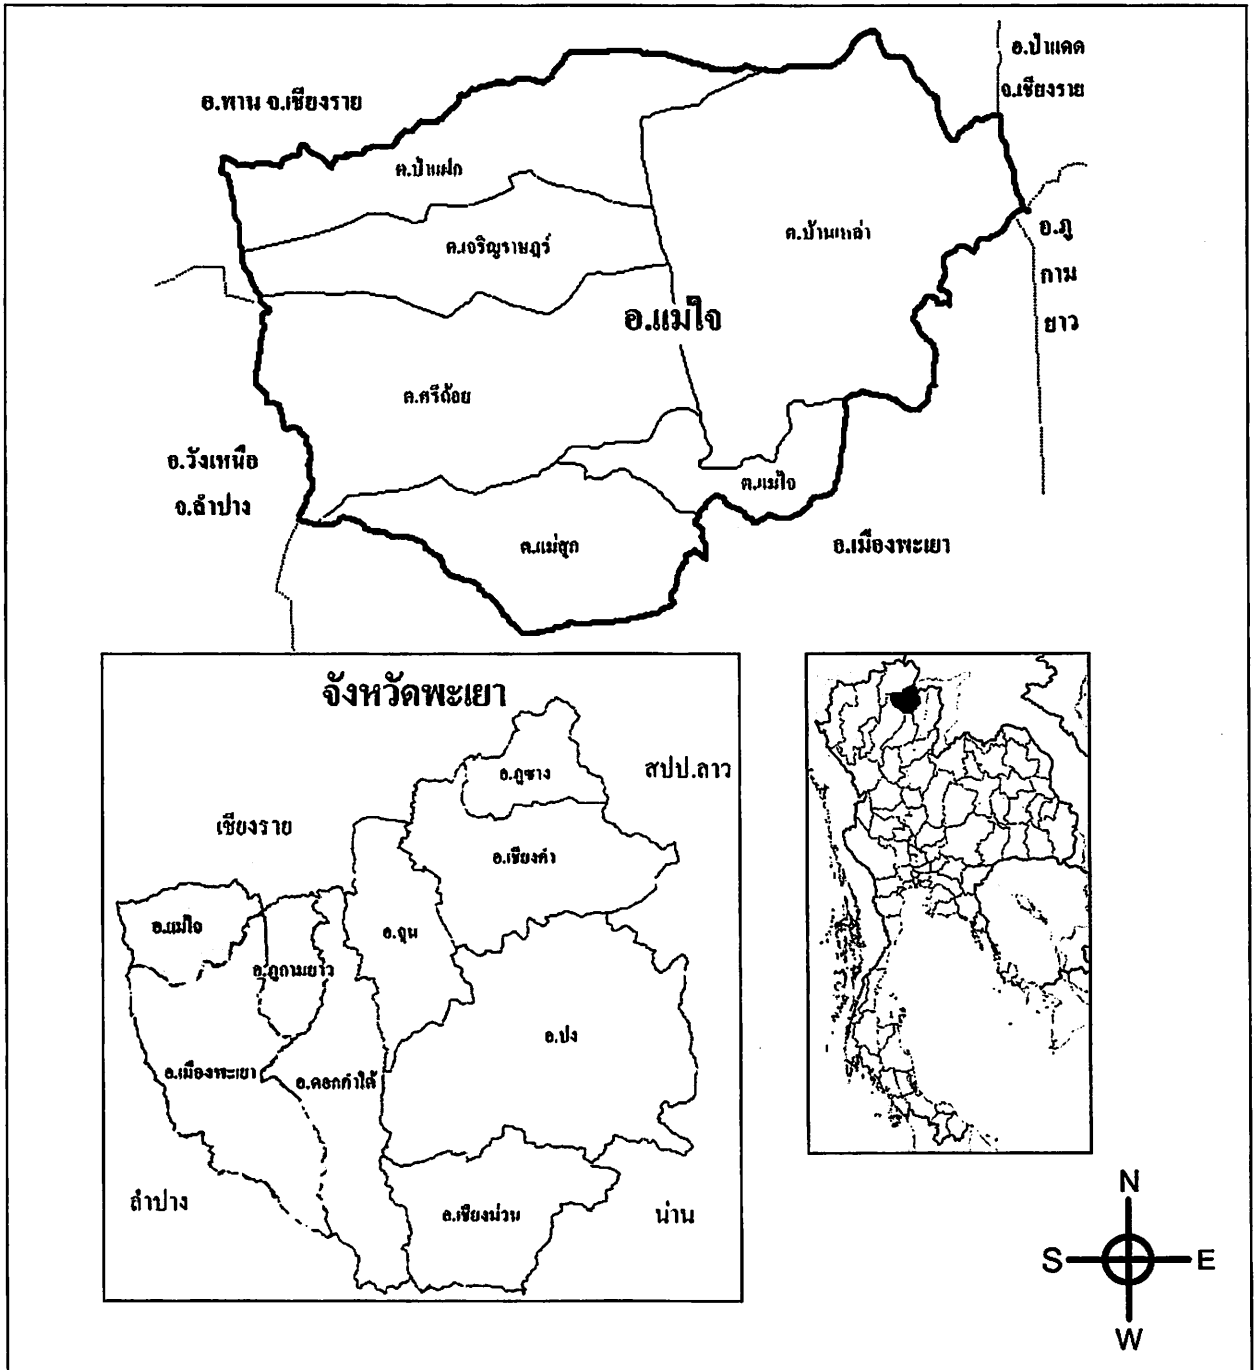 อ.ป่าแดด
จ.เชียงราย
อ.พาน จ.เชียงราย
ต.ป่าแฝก
ต.เจริญราษฎร์
ต.บ้านเหล่า
อ.ภู
กาม
ยาว
อ.แม่ใจ
ต.ศรีถ้อย
อ.วังเหนือ
จ.ลำปาง
ต.แม่ใจ
ต.แม่สุก
อ.เมืองพะเยา
จังหวัดพะเยา
อ.ภูซาง
สปป.ลาว
เชียงราย
อ.เชียงคำ
อ.แม่ใจ
อ.จุน
อ.ภูกามยาว
อ.ปง
อ.เมืองพะเยา
อ.ดอกคำใต้
ลำปาง
อ.เชียงม่วน
น่าน
N
S
E
W